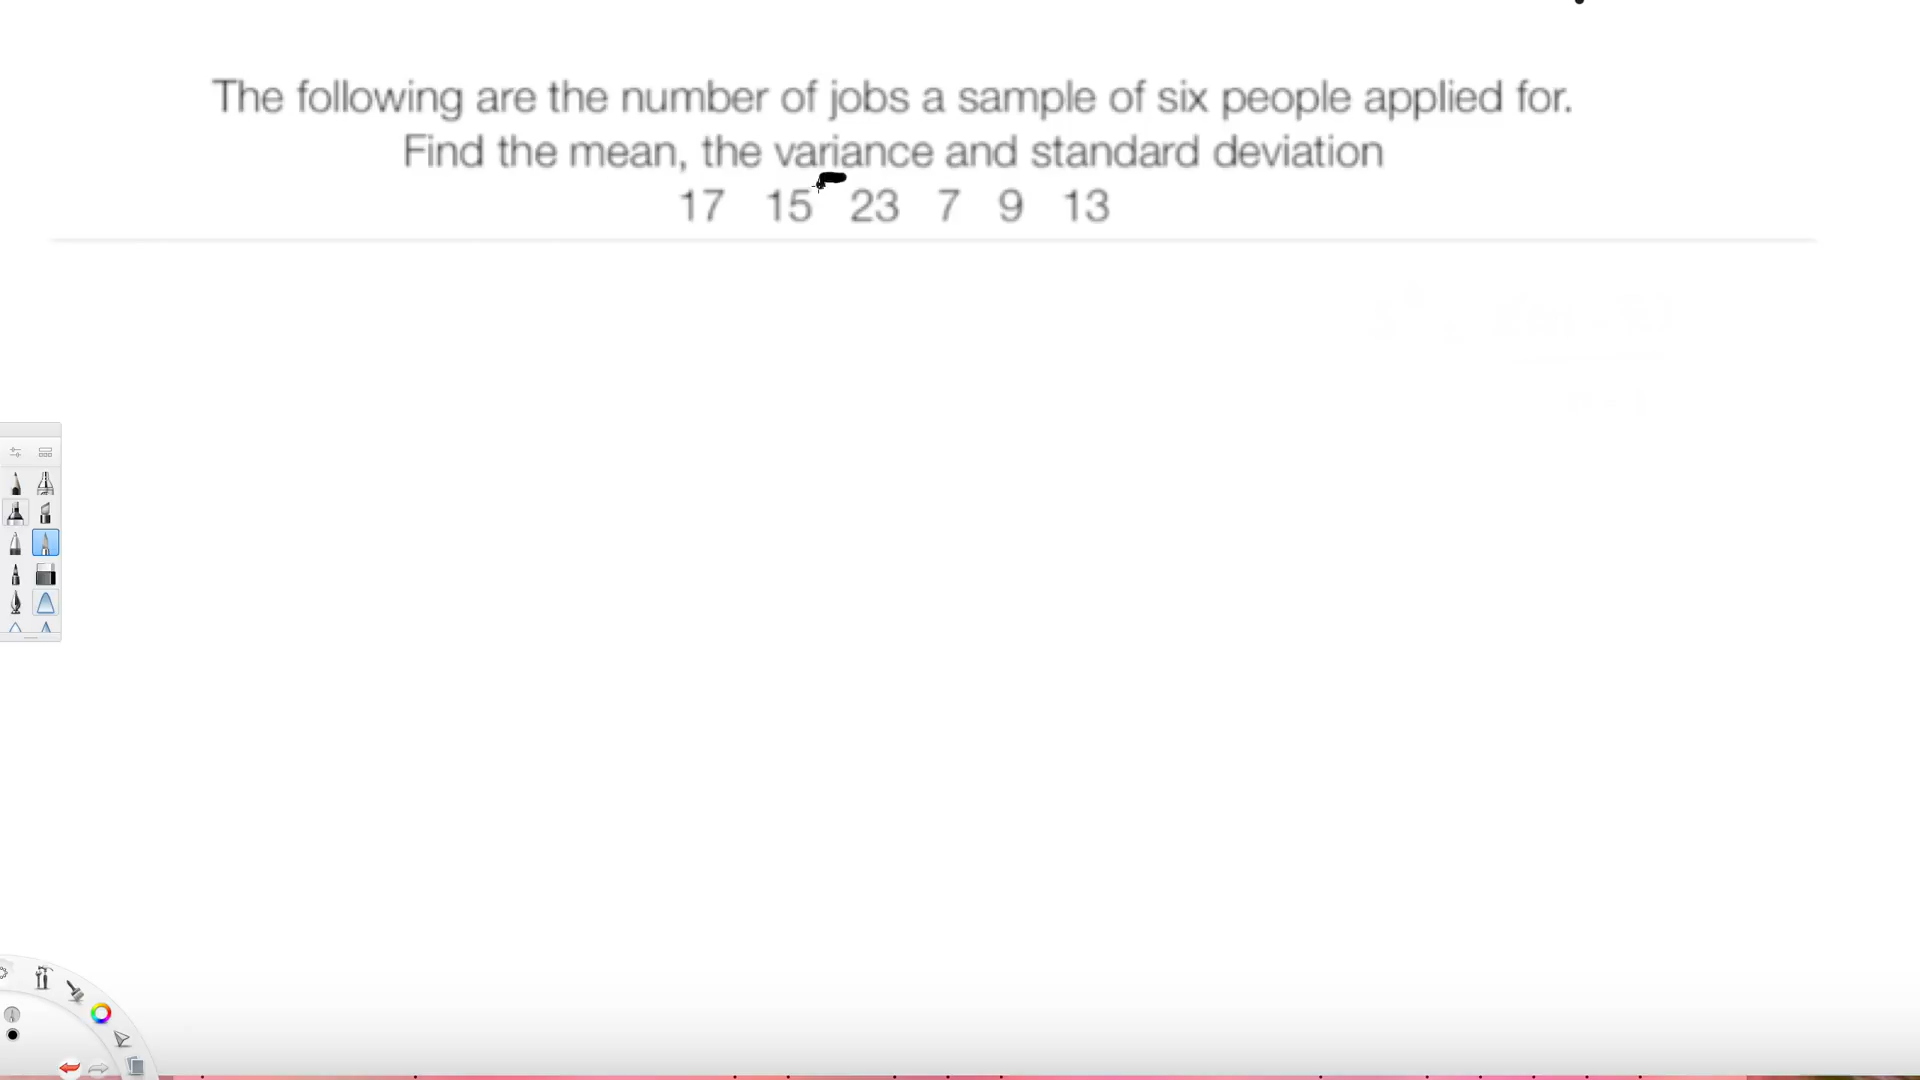 The following are the number of jobs a sample of six people applied for.
Find the mean, the variance and standard deviation
17 15 23 7 9 13